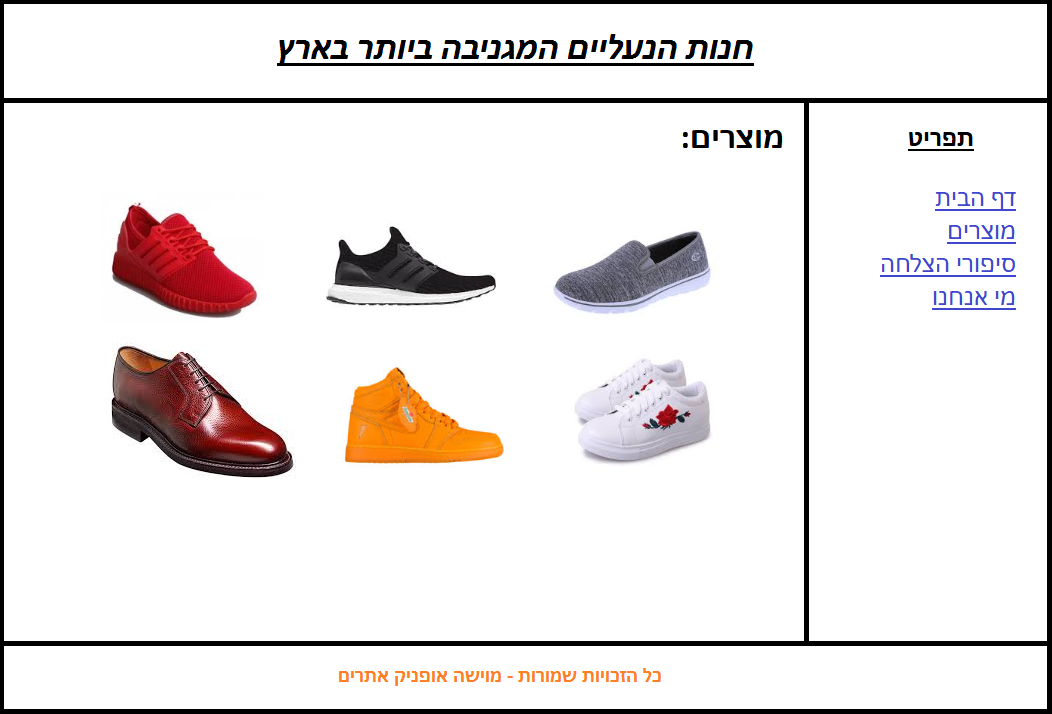 חנות הנעליים המגניבה ביותר בארץ
תפריט
דף הבית
מוצרים
סיפורי הצלחה
מי אנחנו
מוצרים:
כל הזכויות שמורות - מוישה אופניק אתרים